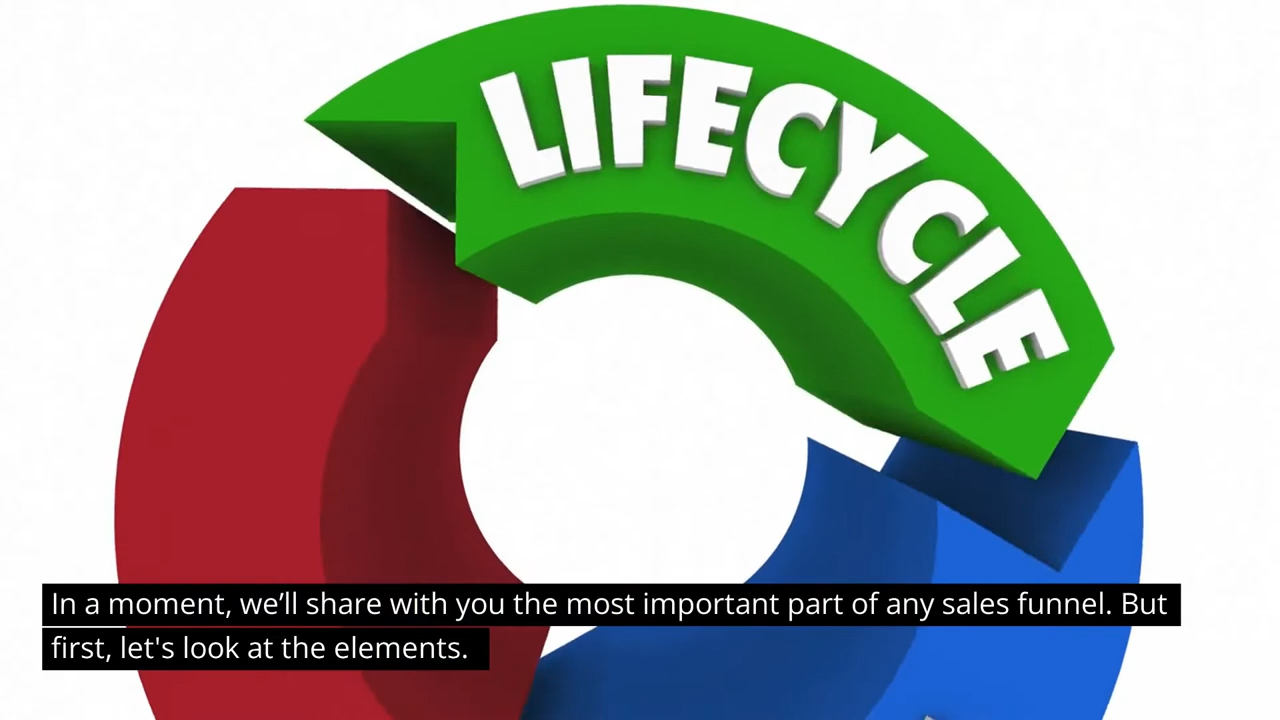 LIFECYCLE
In a moment, we’ll share with you the most important part of any sales funnel. But
first, let's look at the elements.